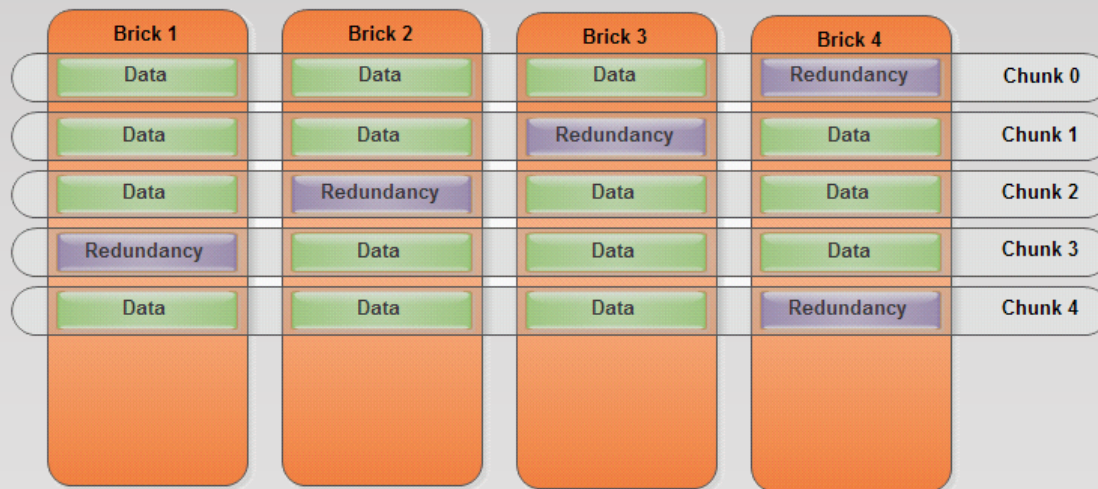 Brick 1 Brick 2 Brick 3 Brick 4
Data Data Data Redundancy Chunk 0
Data Data Redundancy Data Chunk 1
Data Redundancy Data Data Chunk 2
Redundancy Data Data Data Chunk 3
Data Data Data Redundancy Chunk 4